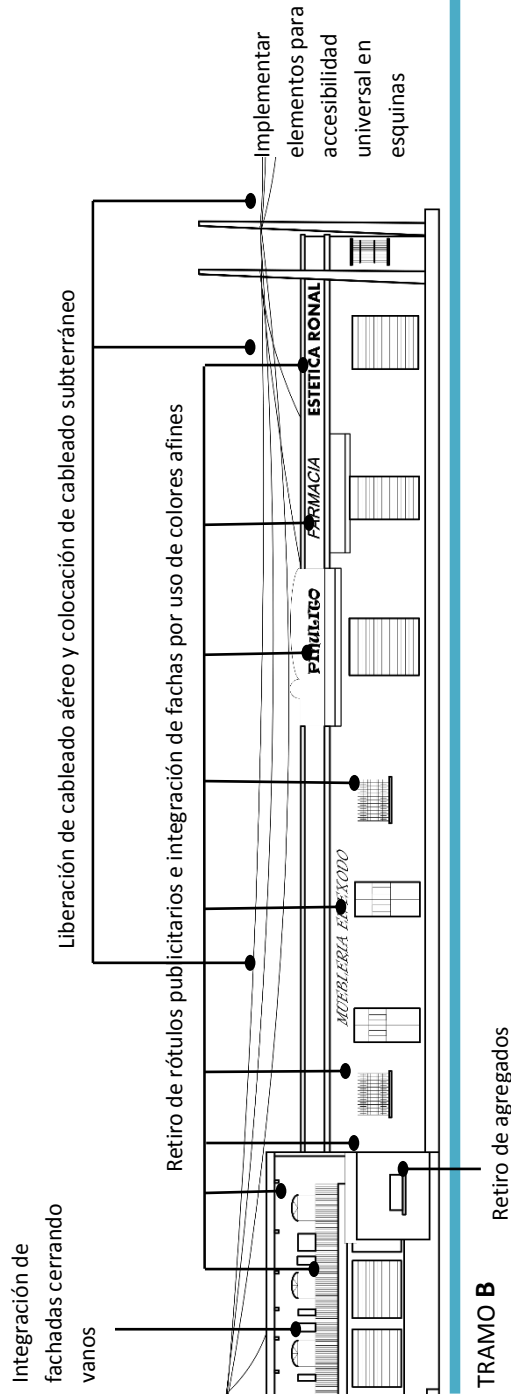 Integración de
fachadas cerrando
vanos
Liberación de cableado aéreo y colocación de cableado subterráneo
Retiro de rótulos publicitarios e integración de fachas por uso de colores afines
Implementar
elementos para
accesibilidad
universal en
esquinas
MUEBLERIA EXODO
FARMACIA
ESTETICA RONAL
Retiro de agregados
TRAMO B